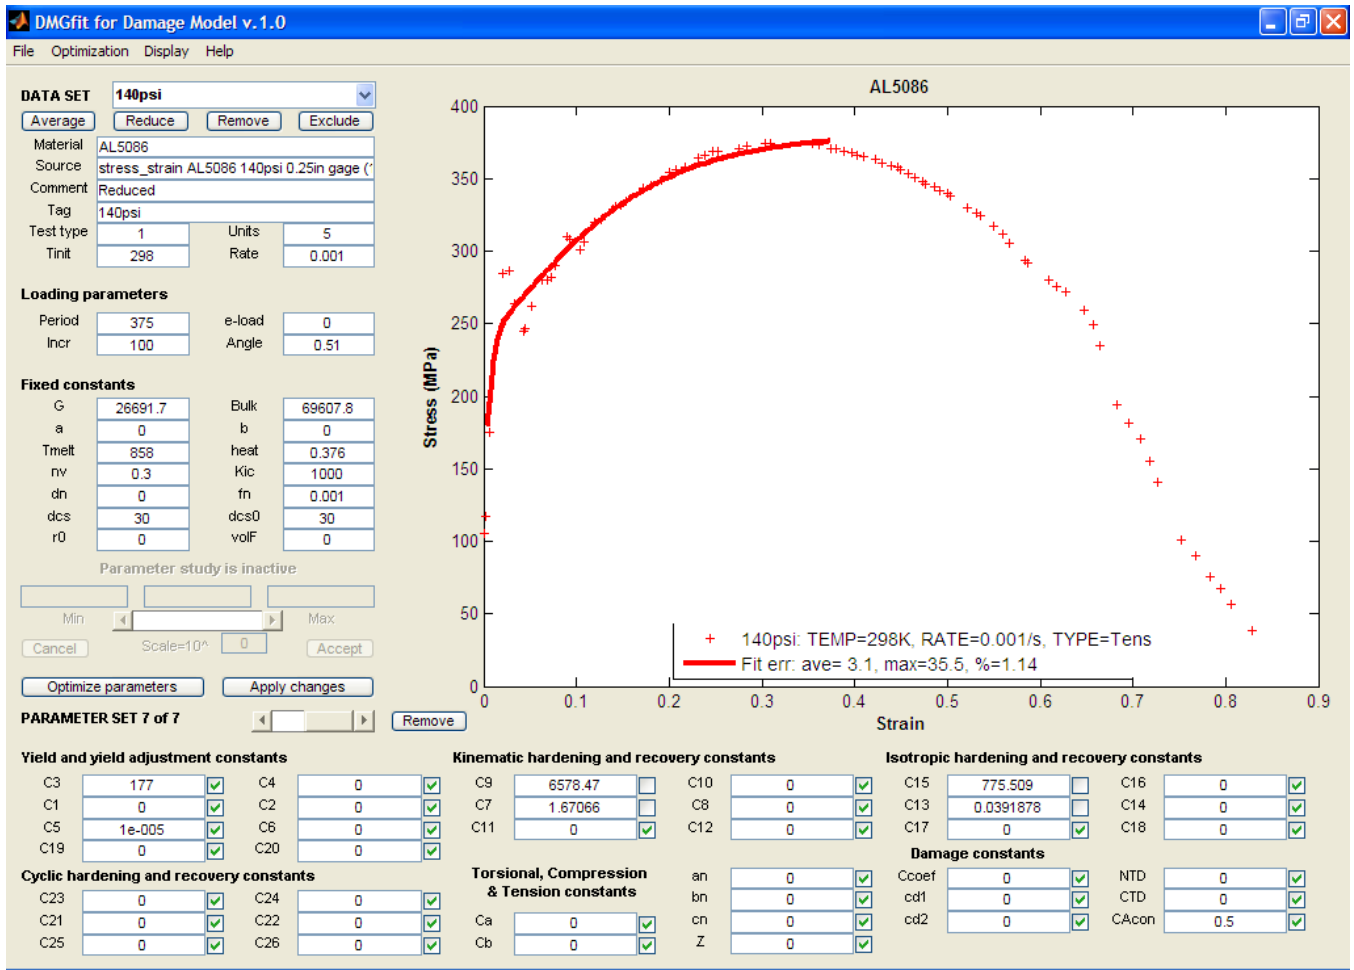 DMGfit for Damage Model v.1.0
File Optimization Display Help
DATA SET 140psi
Average Reduce Remove Exclude
Material AL5086
Source stress_strain AL5086 140psi 0.25in gage (
Comment Reduced
Tag 140psi
Test type 1 Units 5
Tinit 298 Rate 0.001
Loading parameters
Period 375 e-load 0
Incr 100 Angle 0.51
Fixed constants
G 26691.7 Bulk 69607.8
a 0 b 0
Tmelt 858 heat 0.376
nv 0.3 Kic 1000
dn 0 fn 0.001
dcs 30 dcs0 30
r0 0 volF 0
Parameter study is inactive
Min Max
Cancel Scale=10^ 0 Accept
Optimize parameters Apply changes
PARAMETER SET 7 of 7 Remove
AL5086
400
350
300
250
200
150
100
50
0
Stress (MPa)
140psi: TEMP=298K, RATE=0.001/s, TYPE=Tens
Fit err: ave= 3.1, max=35.5, %=1.14
0 0.1 0.2 0.3 0.4 0.5 0.6 0.7 0.8 0.9
Strain
Yield and yield adjustment constants
C3 177 C4 0
C1 0 C2 0
C5 1e-005 C6 0
C19 0 C20 0
Kinematic hardening and recovery constants
C9 6578.47 C10 0
C7 1.67066 C8 0
C11 0 C12 0
Isotropic hardening and recovery constants
C15 775.509 C16 0
C13 0.0391878 C14 0
C17 0 C18 0
Cyclic hardening and recovery constants
C23 0 C24 0
C21 0 C22 0
C25 0 C26 0
Torsional, Compression
& Tension constants
Ca 0
Cb 0
an 0
bn 0
cn 0
Z 0
Damage constants
Ccoef 0 NTD 0
cd1 0 CTD 0
cd2 0 CAcon 0.5